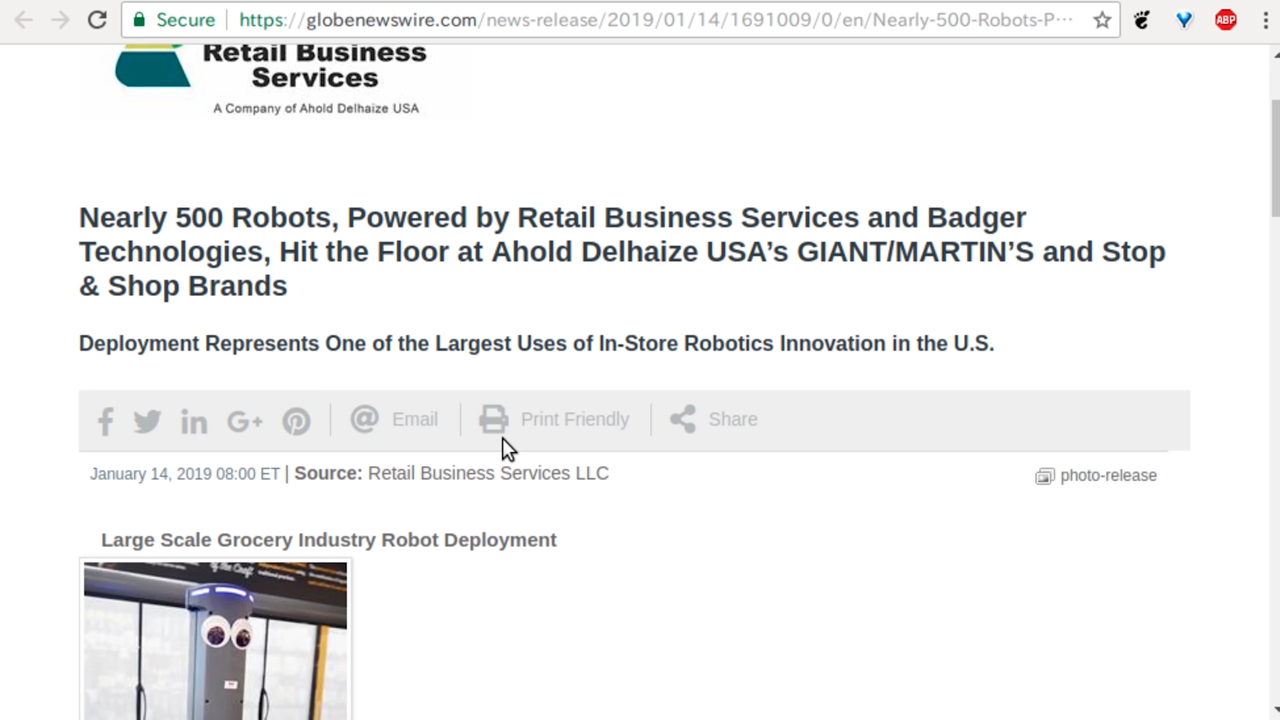 Secure https://globenewswire.com/news-release/2019/01/14/1691009/0/en/Nearly-500-Robots-P···
ABP
Retail Business
Services
A Company of Ahold Delhaize USA
Nearly 500 Robots, Powered by Retail Business Services and Badger
Technologies, Hit the Floor at Ahold Delhaize USA’s GIANT/MARTIN’S and Stop
& Shop Brands
Deployment Represents One of the Largest Uses of In-Store Robotics Innovation in the U.S.
Email Print Friendly Share
January 14, 2019 08:00 ET | Source: Retail Business Services LLC
photo-release
Large Scale Grocery Industry Robot Deployment
of the Craft